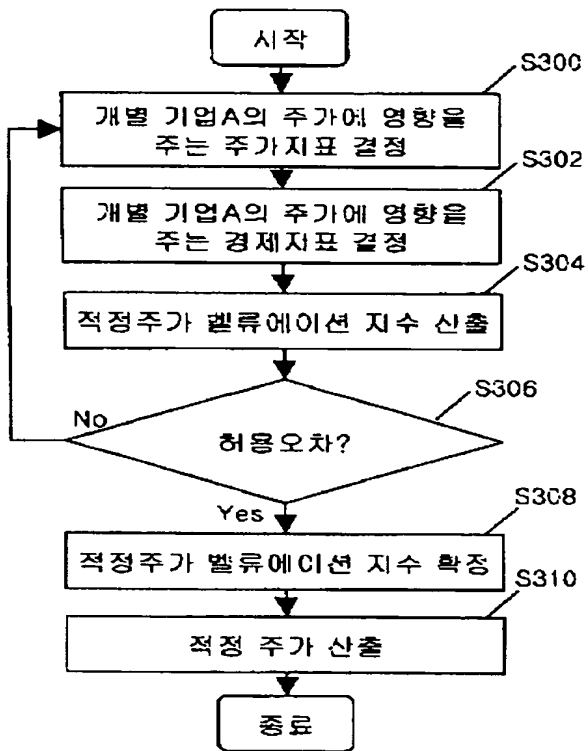 시작
S300
개별 기업A의 주가에 영향을
주는 주가지표 결정
S302
개별 기업A의 주가에 영향을
주는 경제지표 결정
S304
적정주가 벨류에이션 지수 산출
S306
No
허용오차?
Yes
S308
적정주가 벨류에이션 지수 확정
S310
적정 주가 산출
종료